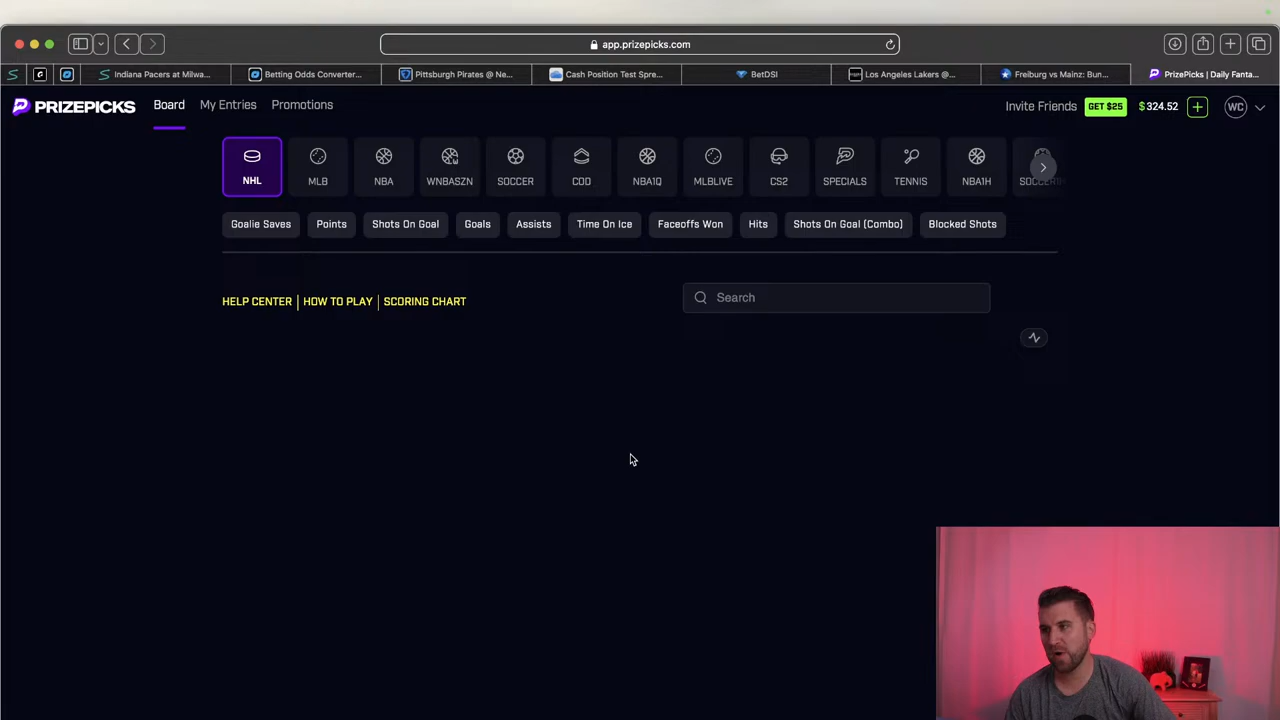 app.prizepicks.com
Indiana Pacers at Milwa...
Betting Odds Converter...
Pittsburgh Pirates @ Ne...
Cash Position Test Spre...
BetDSI
Los Angeles Lakers @...
Freiburg vs Mainz: Bun...
PrizePicks | Daily Fanta...
PRIZEPICKS
Board
My Entries
Promotions
Invite Friends
GET $25
$324.52
WC
NHL
MLB
NBA
WNBASZN
SOCCER
COD
NBA1Q
MLBLIVE
CS2
SPECIALS
TENNIS
NBA1H
Goalie Saves
Points
Shots On Goal
Goals
Assists
Time On Ice
Faceoffs Won
Hits
Shots On Goal (Combo)
Blocked Shots
HELP CENTER
HOW TO PLAY
SCORING CHART
Search